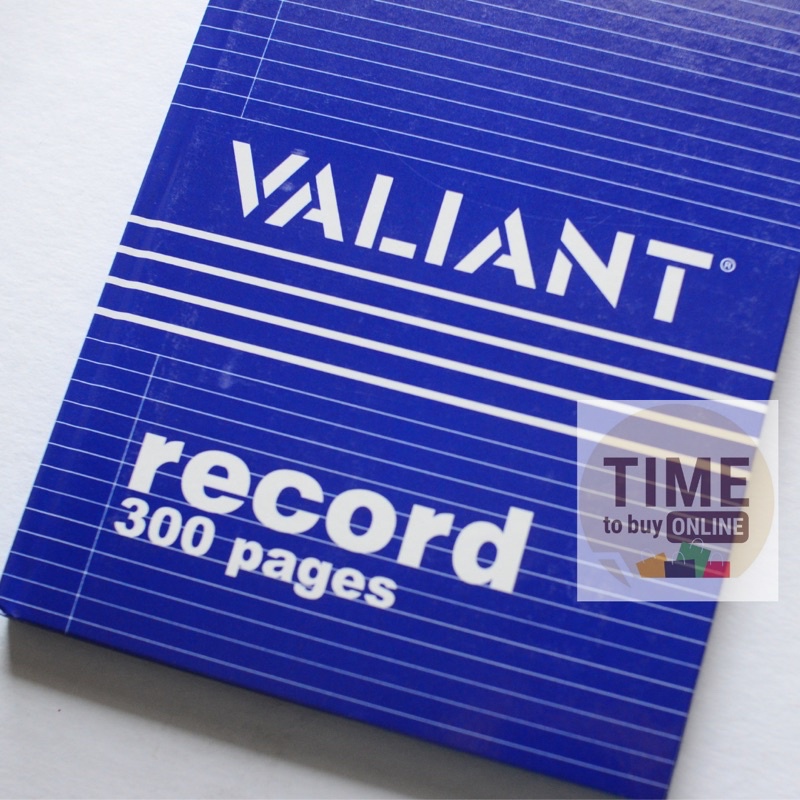 VALIANT®
record
300 pages
TIME
to buy ONLINE